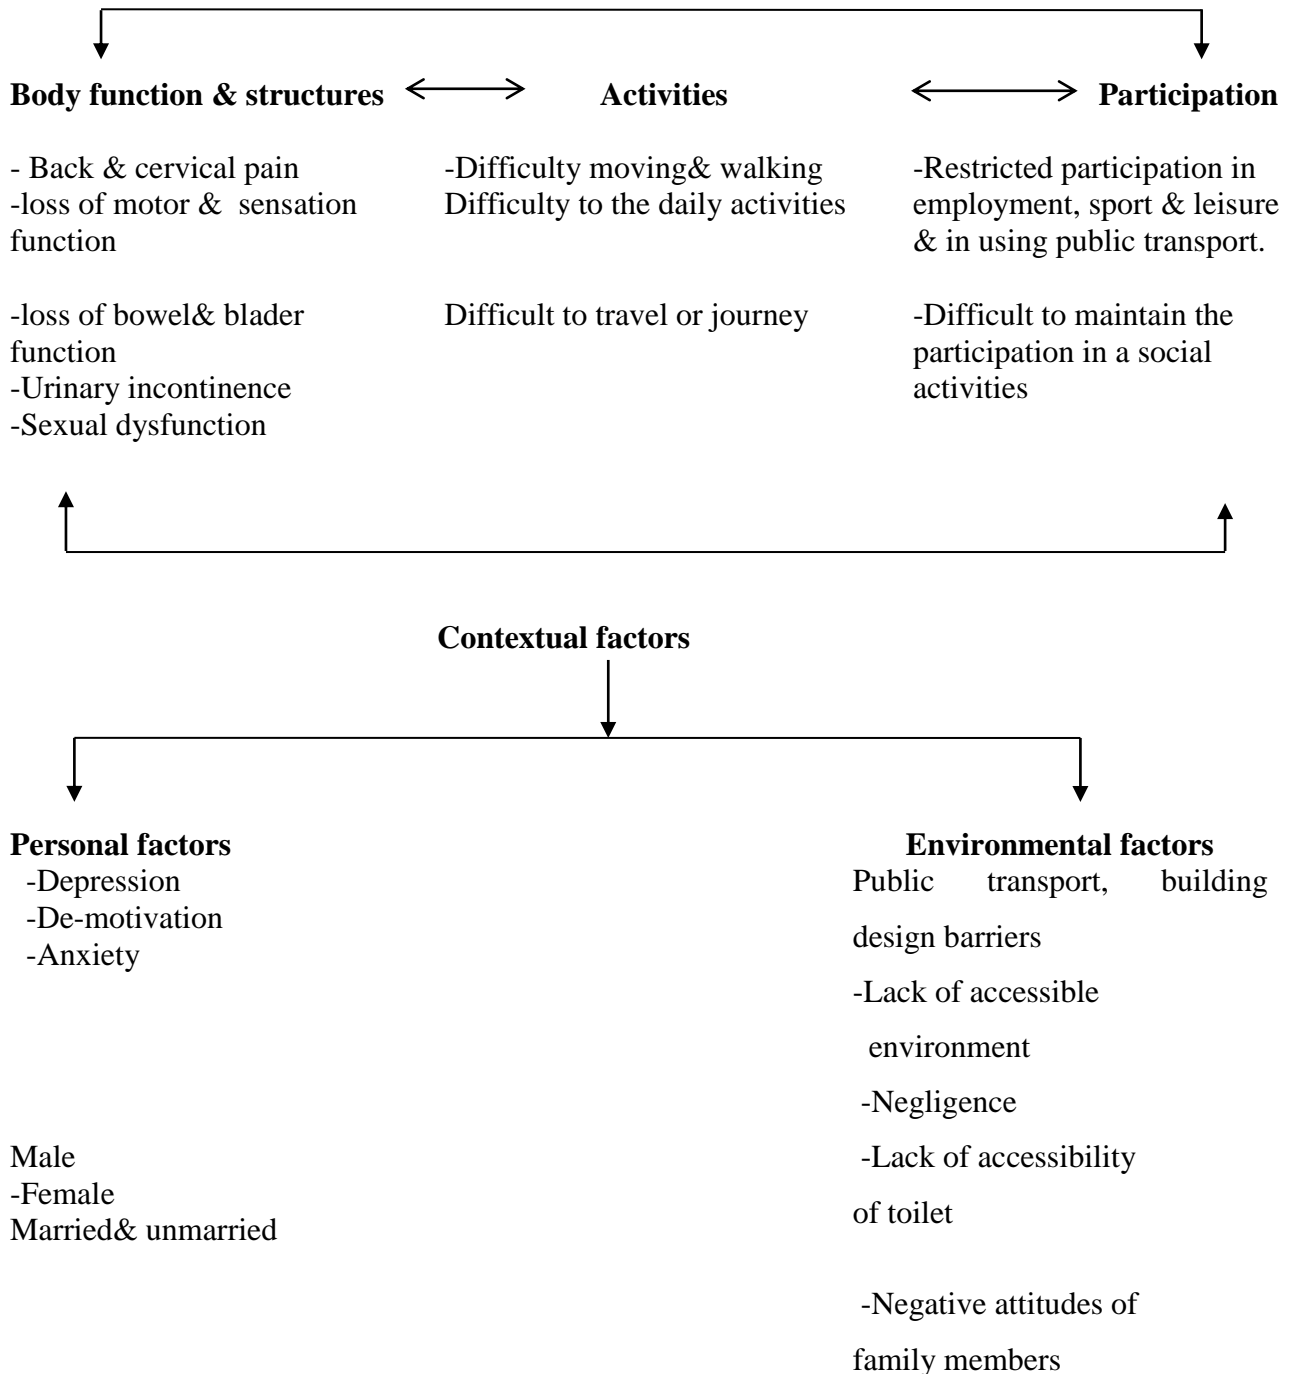 Body function & structures
Activities
Participation
- Back & cervical pain
-loss of motor & sensation
function
-loss of bowel& blader
function
-Urinary incontinence
-Sexual dysfunction
-Difficulty moving& walking
Difficulty to the daily activities
Difficult to travel or journey
-Restricted participation in
employment, sport & leisure
& in using public transport.
-Difficult to maintain the
participation in a social
activities
Contextual factors
Personal factors
-Depression
-De-motivation
-Anxiety
Male
-Female
Married& unmarried
Environmental factors
Public transport, building
design barriers
-Lack of accessible
environment
-Negligence
-Lack of accessibility
of toilet
-Negative attitudes of
family members